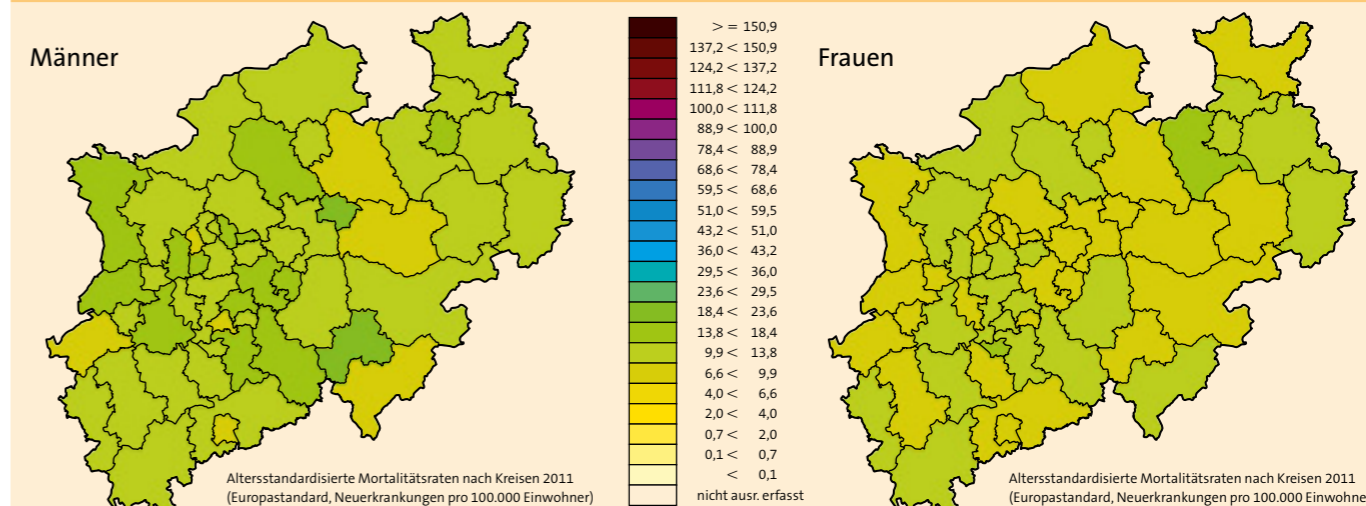 Männer
> = 150,9
137,2 < 150,9
124,2 < 137,2
111,8 < 124,2
100,0 < 111,8
88,9 < 100,0
78,4 < 88,9
68,6 < 78,4
59,5 < 68,6
51,0 < 59,5
43,2 < 51,0
36,0 < 43,2
29,5 < 36,0
23,6 < 29,5
18,4 < 23,6
13,8 < 18,4
9,9 < 13,8
6,6 < 9,9
4,0 < 6,6
2,0 < 4,0
0,7 < 2,0
0,1 < 0,7
< 0,1
nicht ausr. erfasst
Frauen
Altersstandardisierte Mortalitätsraten nach Kreisen 2011
(Europastandard, Neuerkrankungen pro 100.000 Einwohner)
Altersstandardisierte Mortalitätsraten nach Kreisen 2011
(Europastandard, Neuerkrankungen pro 100.000 Einwohne